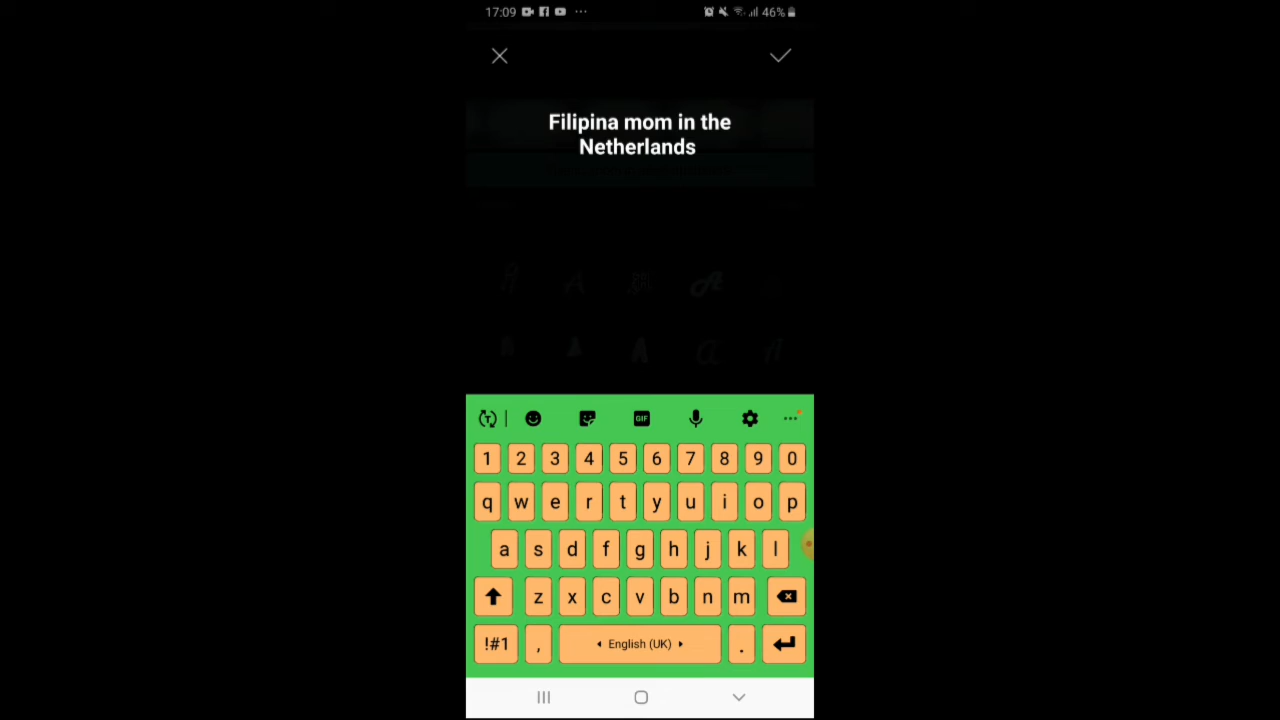 17:09 ... 46%
Filipina mom in the
Netherlands
GIF
1 2 3 4 5 6 7 8 9 0
q w e r t y u i o p
a s d f g h j k l
z x c v b n m
!#1 , English (UK) .